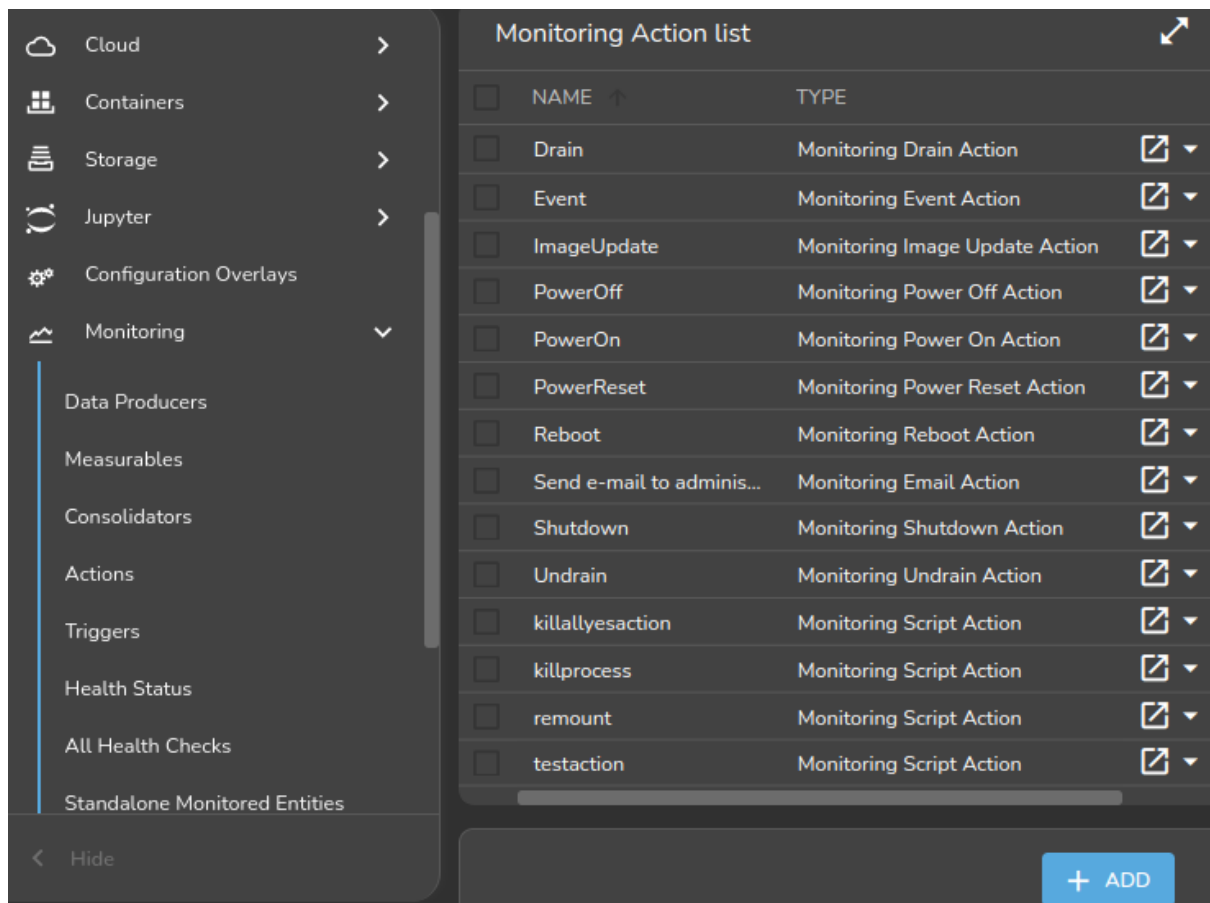 Cloud
Containers
Storage
Jupyter
Configuration Overlays
Monitoring
Data Producers
Measurables
Consolidators
Actions
Triggers
Health Status
All Health Checks
Standalone Monitored Entities
Hide
Monitoring Action list
NAME TYPE
Drain Monitoring Drain Action
Event Monitoring Event Action
ImageUpdate Monitoring Image Update Action
PowerOff Monitoring Power Off Action
PowerOn Monitoring Power On Action
PowerReset Monitoring Power Reset Action
Reboot Monitoring Reboot Action
Send e-mail to adminis... Monitoring Email Action
Shutdown Monitoring Shutdown Action
Undrain Monitoring Undrain Action
killallyesaction Monitoring Script Action
killprocess Monitoring Script Action
remount Monitoring Script Action
testaction Monitoring Script Action
+ ADD